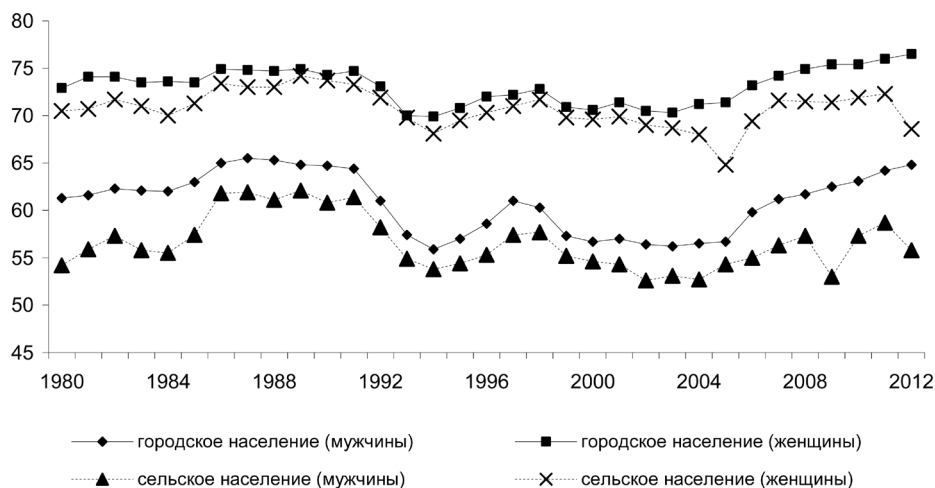 80
75
70
65
60
55
50
45
1980 1984 1988 1992 1996 2000 2004 2008 2012
городское население (мужчины) городское население (женщины)
сельское население (мужчины) сельское население (женщины)